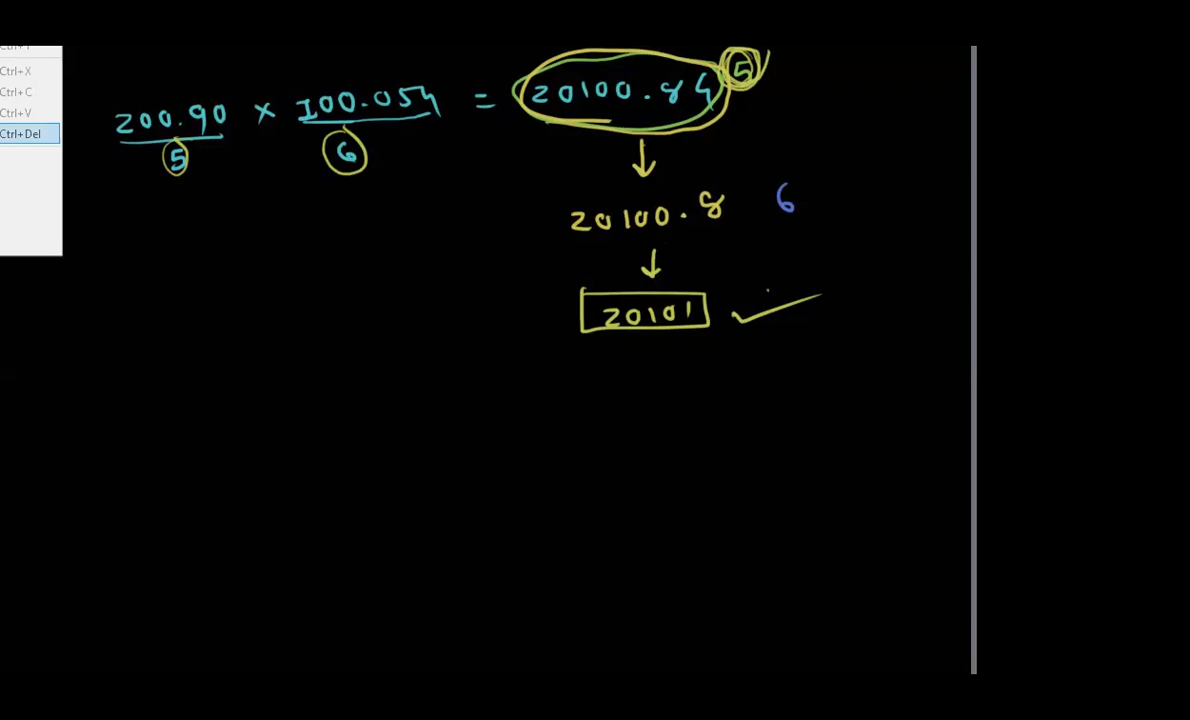 Ctrl+X
Ctrl+C
Ctrl+V
Ctrl+Del
200.90 × 100.054 = 20100.84 5
5 6
↓
20100.8 6
↓
20101 ✓